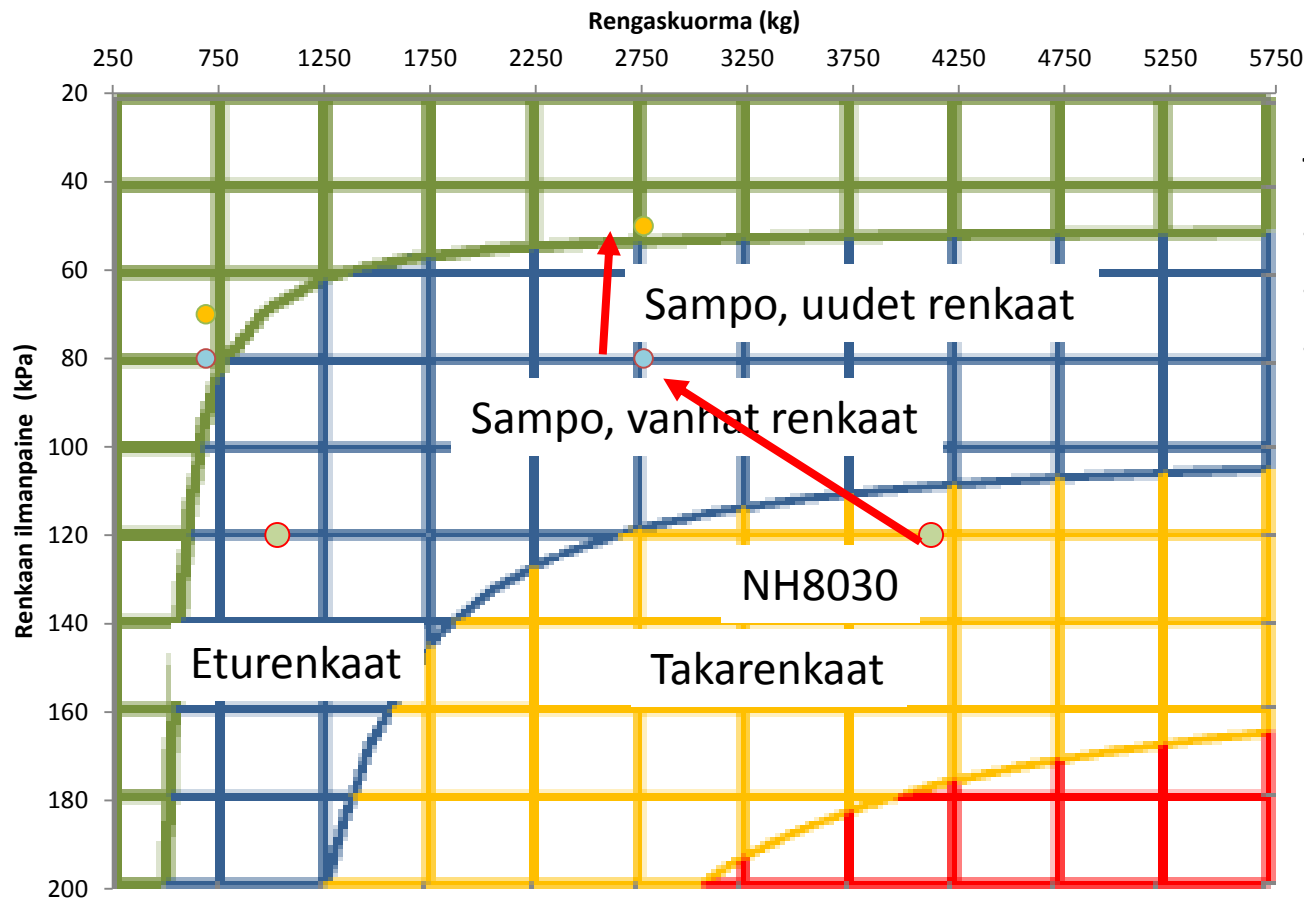 Rengaskuorma (kg)
250 750 1250 1750 2250 2750 3250 3750 4250 4750 5250 5750
20
40
60
80
100
120
140
160
180
200
Renkaan ilmanpaine (kPa)
Sampo, uudet renkaat
Sampo, vanhat renkaat
NH8030
Eturenkaat
Takarenkaat